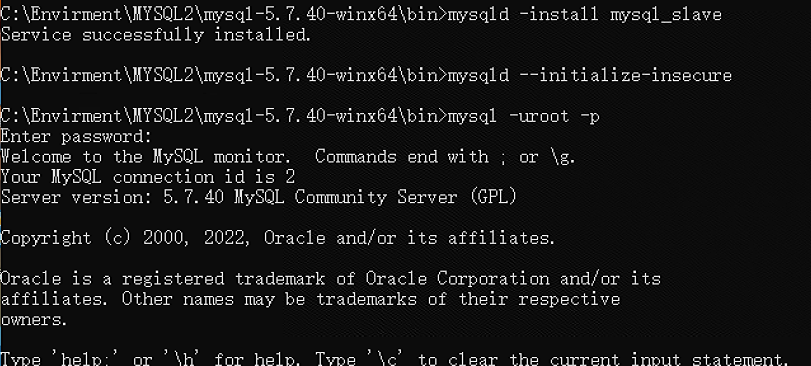 C:\Envirment\MYSQL2\mysql-5.7.40-winx64\bin>mysqld -install mysql_slave
Service successfully installed.
C:\Envirment\MYSQL2\mysql-5.7.40-winx64\bin>mysqld --initialize-insecure
C:\Envirment\MYSQL2\mysql-5.7.40-winx64\bin>mysql -uroot -p
Enter password:
Welcome to the MySQL monitor.  Commands end with ; or \g.
Your MySQL connection id is 2
Server version: 5.7.40 MySQL Community Server (GPL)
Copyright (c) 2000, 2022, Oracle and/or its affiliates.
Oracle is a registered trademark of Oracle Corporation and/or its
affiliates. Other names may be trademarks of their respective
owners.
Type 'help;' or '\h' for help. Type '\c' to clear the current input statement.